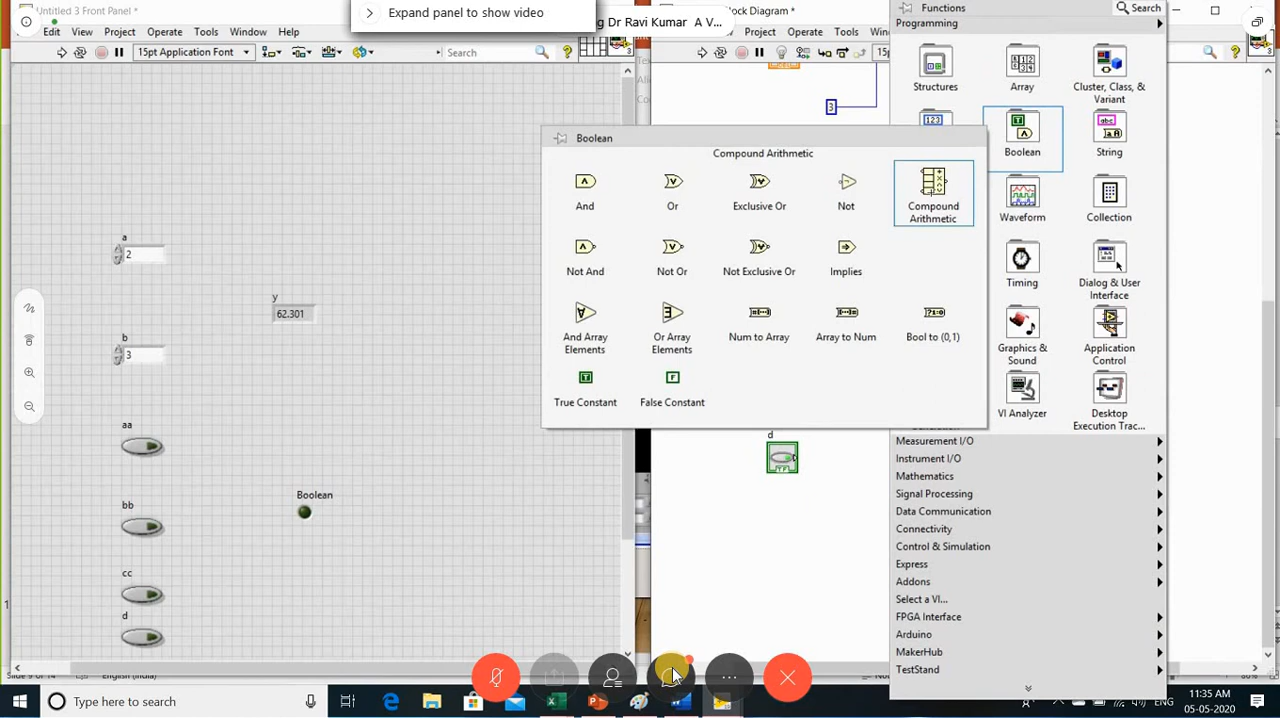 Untitled 3 Front Panel *
Expand panel to show video
ng Dr Ravi Kumar A V...
lock Diagram *
Edit View Project Operate Tools Window Help
15pt Application Font
Search
Project Operate Tools
Functions
Search
Programming
Structures
Array
Cluster, Class, & Variant
Boolean
String
Waveform
Collection
Timing
Dialog & User Interface
Graphics & Sound
Application Control
VI Analyzer
Desktop Execution Trac...
Measurement I/O
Instrument I/O
Mathematics
Signal Processing
Data Communication
Connectivity
Control & Simulation
Express
Addons
Select a VI...
FPGA Interface
Arduino
MakerHub
TestStand
3
Boolean
Compound Arithmetic
And
Or
Exclusive Or
Not
Compound Arithmetic
Not And
Not Or
Not Exclusive Or
Implies
And Array Elements
Or Array Elements
Num to Array
Array to Num
Bool to (0,1)
True Constant
False Constant
d
a
2
y
62.301
b
3
aa
bb
Boolean
cc
d
English (India)
Type here to search
11:35 AM
05-05-2020